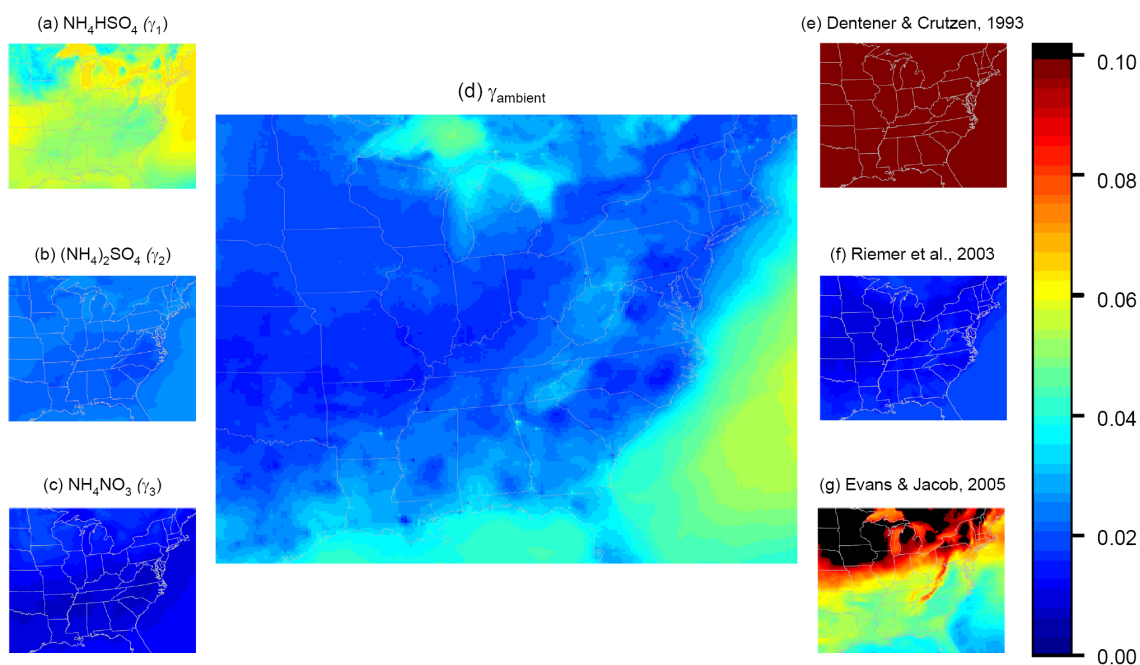 (a) NH₄HSO₄ (γ₁)
(b) (NH₄)₂SO₄ (γ₂)
(c) NH₄NO₃ (γ₃)
(d) γambient
(e) Dentener & Crutzen, 1993
(f) Riemer et al., 2003
(g) Evans & Jacob, 2005
0.10
0.08
0.06
0.04
0.02
0.00